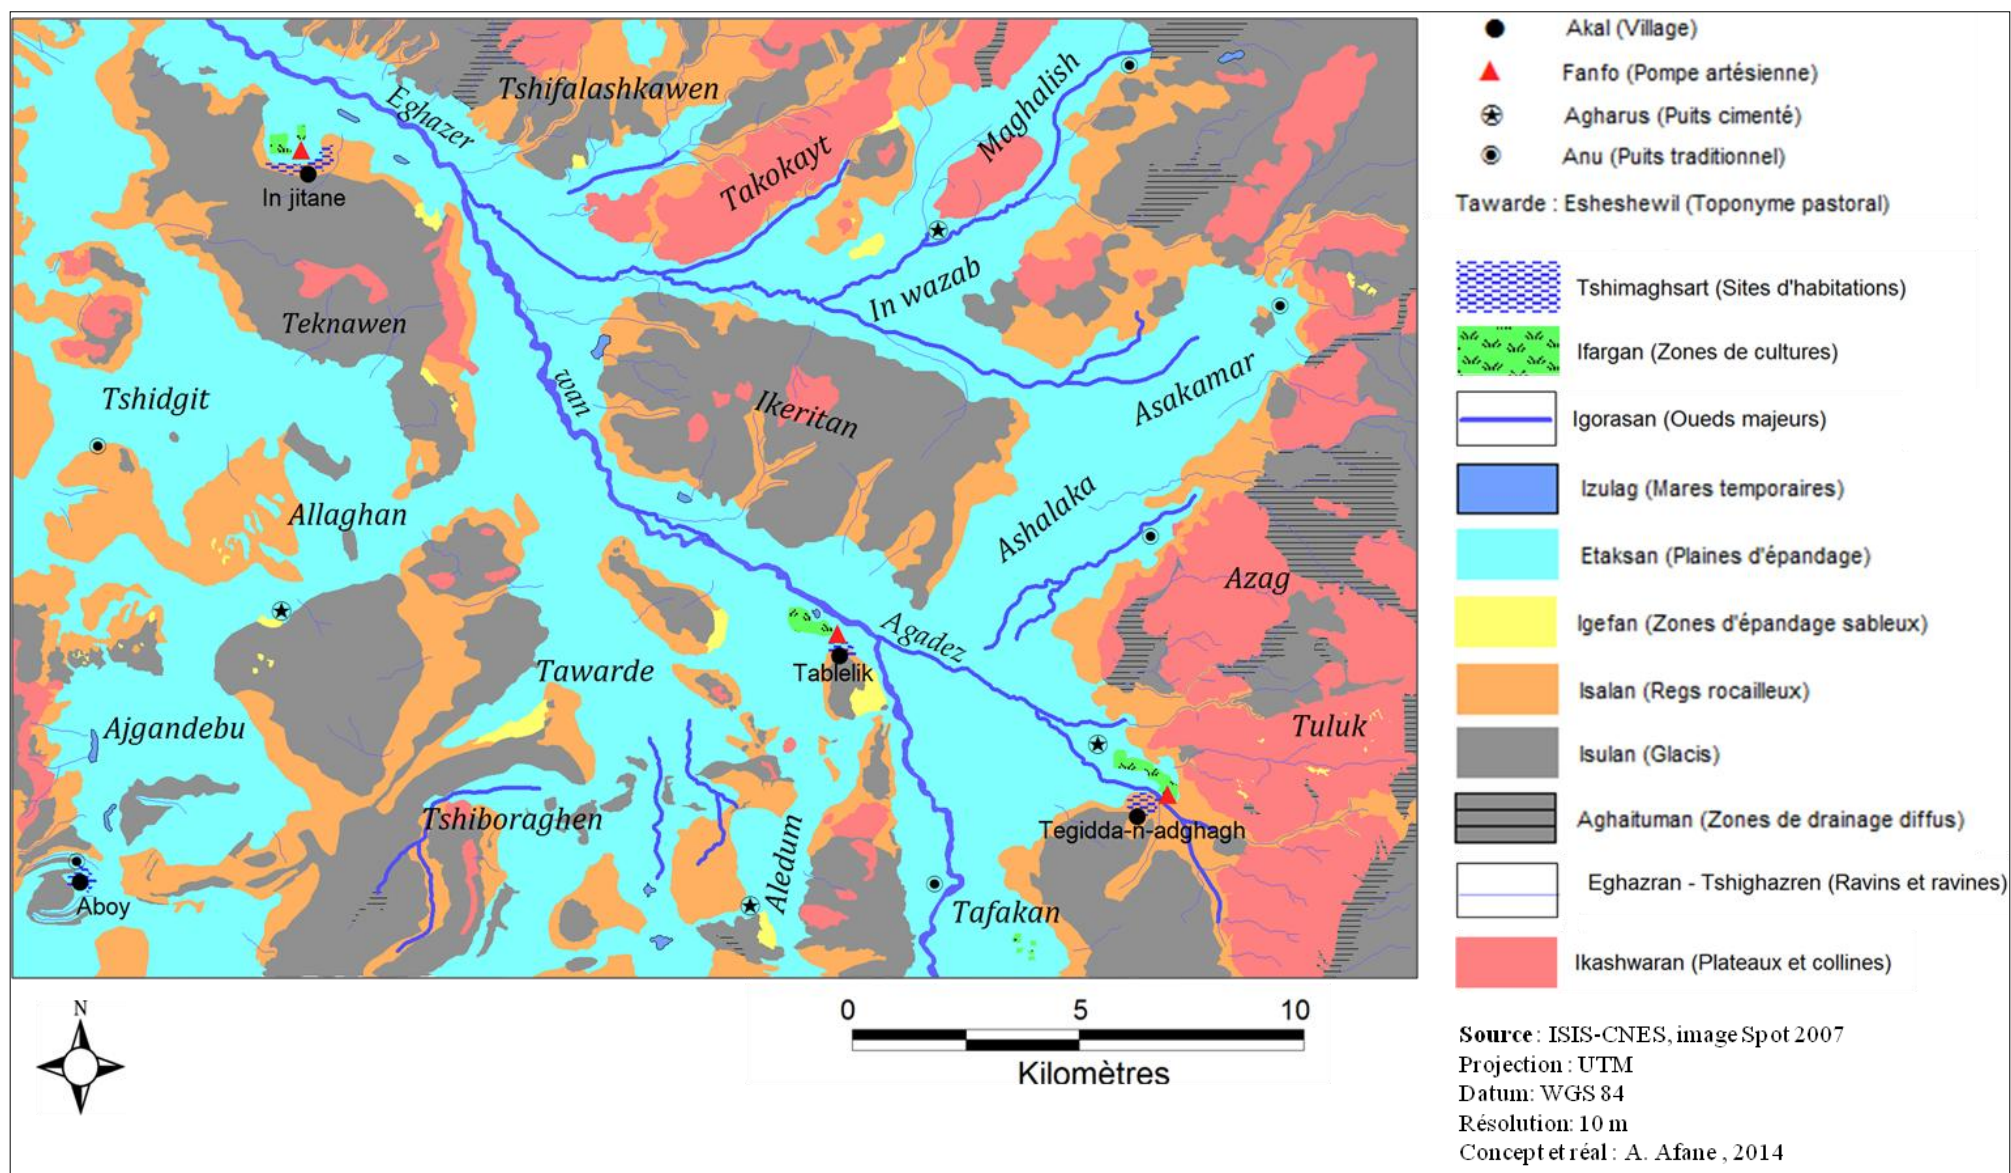 Tshifalashkawen
Eghazer
Maghalish
Takokayt
In jitane
In wazab
Teknawen
wan
Ikeritan
Asakamar
Tshidgit
Allaghan
Ashalaka
Azag
Agadez
Tawarde
Tablelik
Ajgandebu
Tuluk
Tshiboraghen
Tegidda-n-adghagh
Aledum
Aboy
Tafakan
N
0 5 10
Kilomètres
Akal (Village)
Fanfo (Pompe artésienne)
Agharus (Puits cimenté)
Anu (Puits traditionnel)
Tawarde : Esheshewil (Toponyme pastoral)
Tshimaghsart (Sites d'habitations)
Ifargan (Zones de cultures)
Igorasan (Oueds majeurs)
Izulag (Mares temporaires)
Etaksan (Plaines d'épandage)
Igefan (Zones d'épandage sableux)
Isalan (Regs rocailleux)
Isulan (Glacis)
Aghaituman (Zones de drainage diffus)
Eghazran - Tshighazren (Ravins et ravines)
Ikashwaran (Plateaux et collines)
Source : ISIS-CNES, image Spot 2007
Projection : UTM
Datum: WGS 84
Résolution: 10 m
Concept et réal : A. Afane , 2014